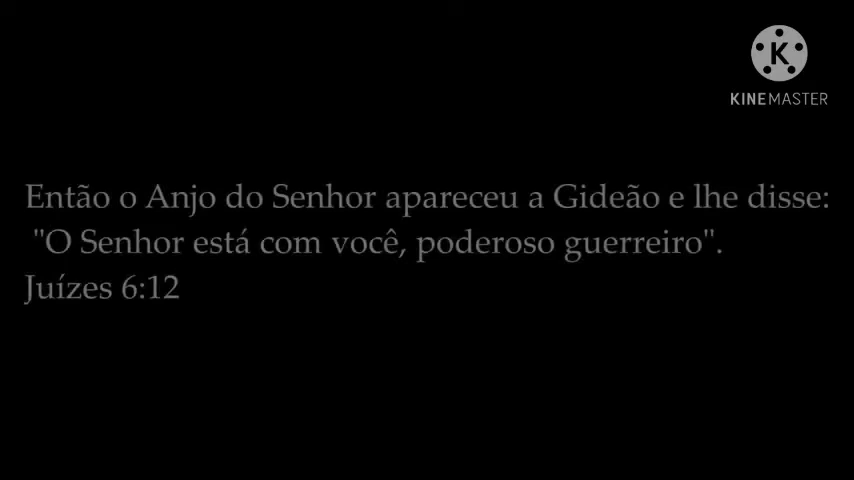 KINEMASTER
Então o Anjo do Senhor apareceu a Gideão e lhe disse:
"O Senhor está com você, poderoso guerreiro".
Juízes 6:12